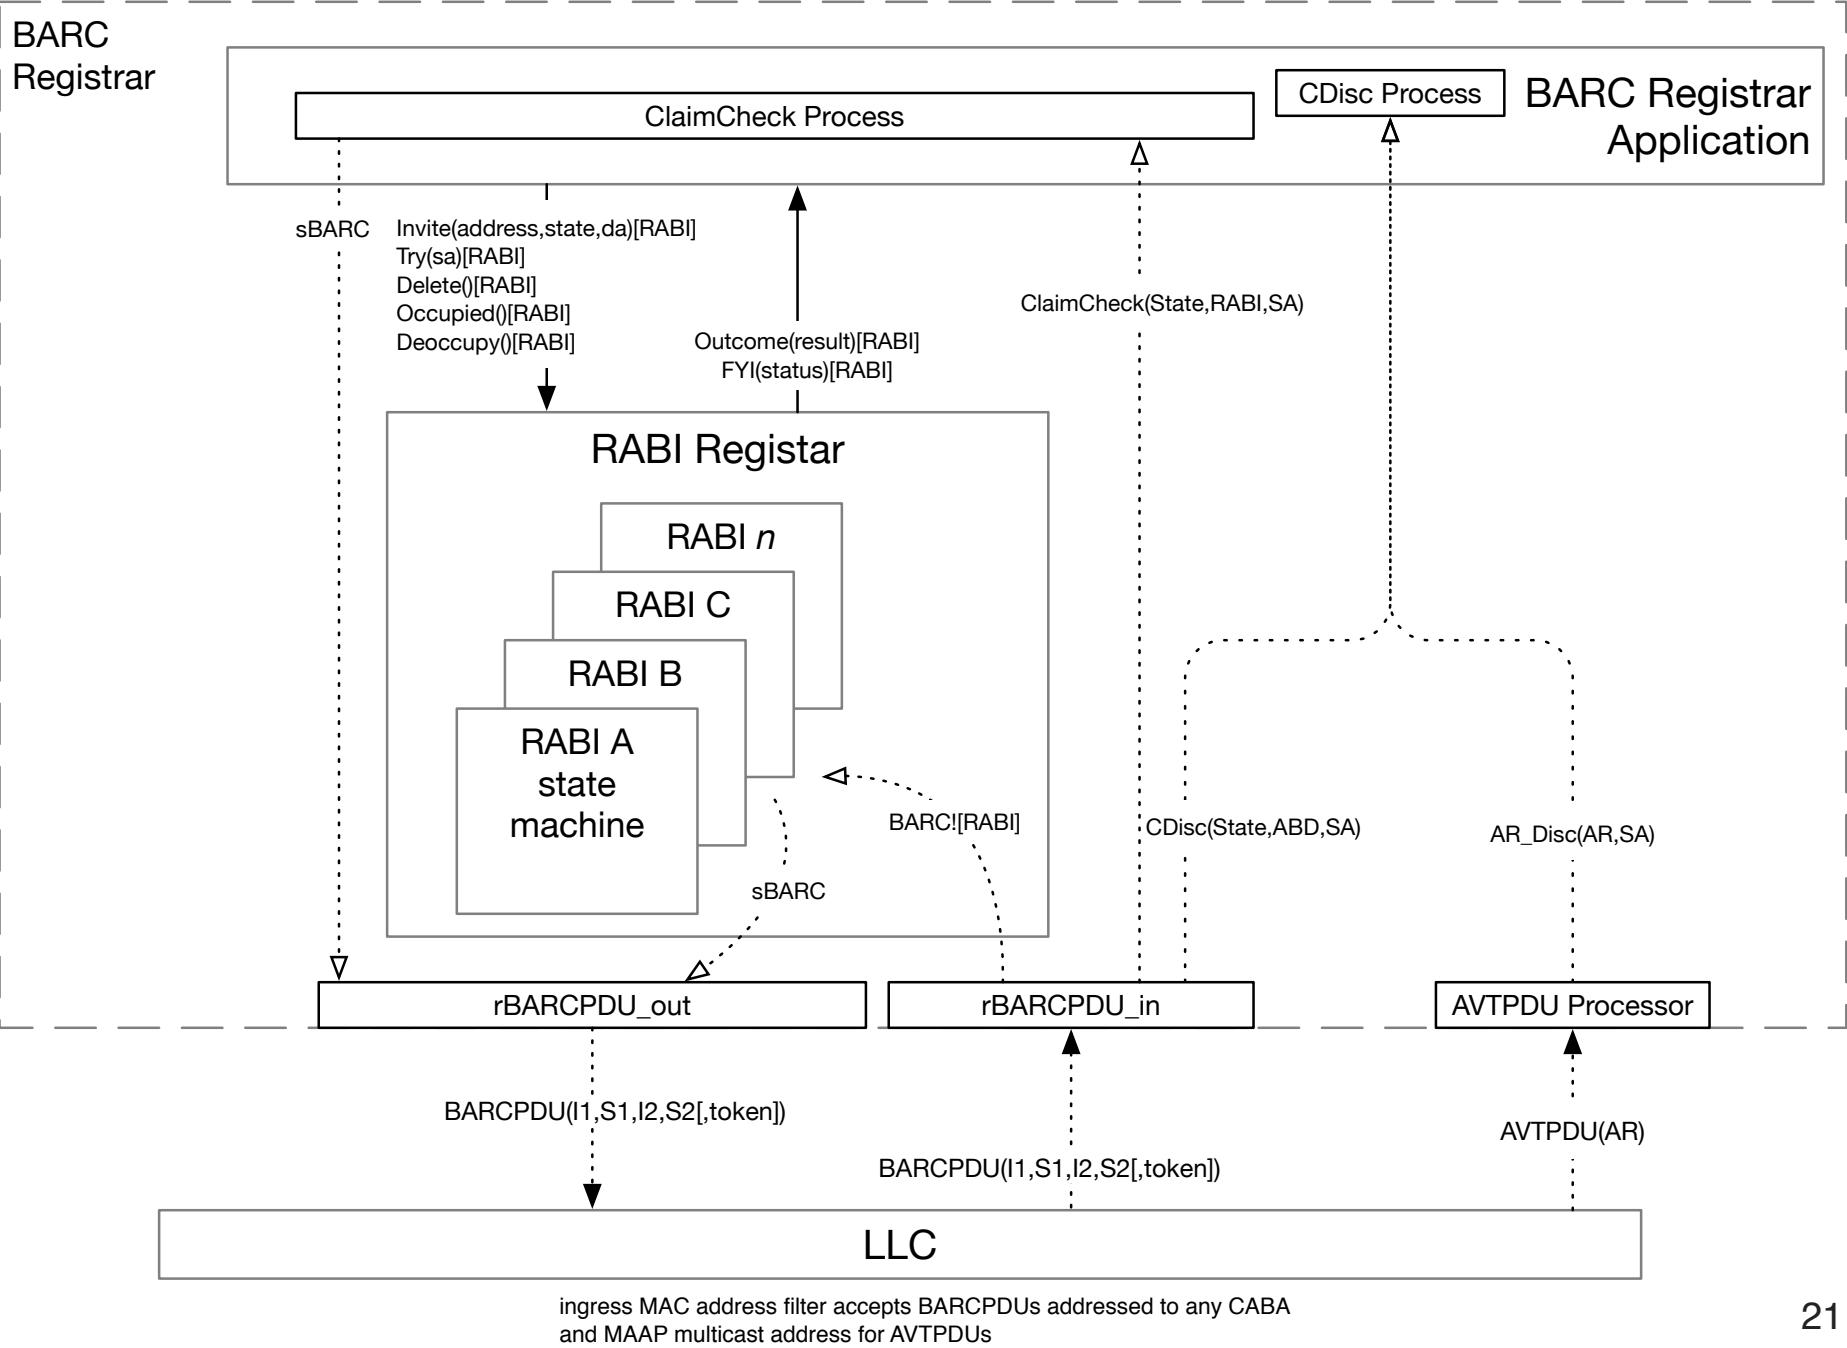 BARC
Registrar
CDisc Process
BARC Registrar
Application
ClaimCheck Process
sBARC
Invite(address,state,da)[RABI]
Try(sa)[RABI]
Delete()[RABI]
Occupied()[RABI]
Deoccupy()[RABI]
Outcome(result)[RABI]
FYI(status)[RABI]
ClaimCheck(State,RABI,SA)
RABI Registar
RABI n
RABI C
RABI B
RABI A
state
machine
BARC![RABI]
CDisc(State,ABD,SA)
AR_Disc(AR,SA)
sBARC
rBARCPDU_out
rBARCPDU_in
AVTPDU Processor
BARCPDU(I1,S1,I2,S2[,token])
BARCPDU(I1,S1,I2,S2[,token])
AVTPDU(AR)
LLC
ingress MAC address filter accepts BARCPDUs addressed to any CABA
and MAAP multicast address for AVTPDUs
21